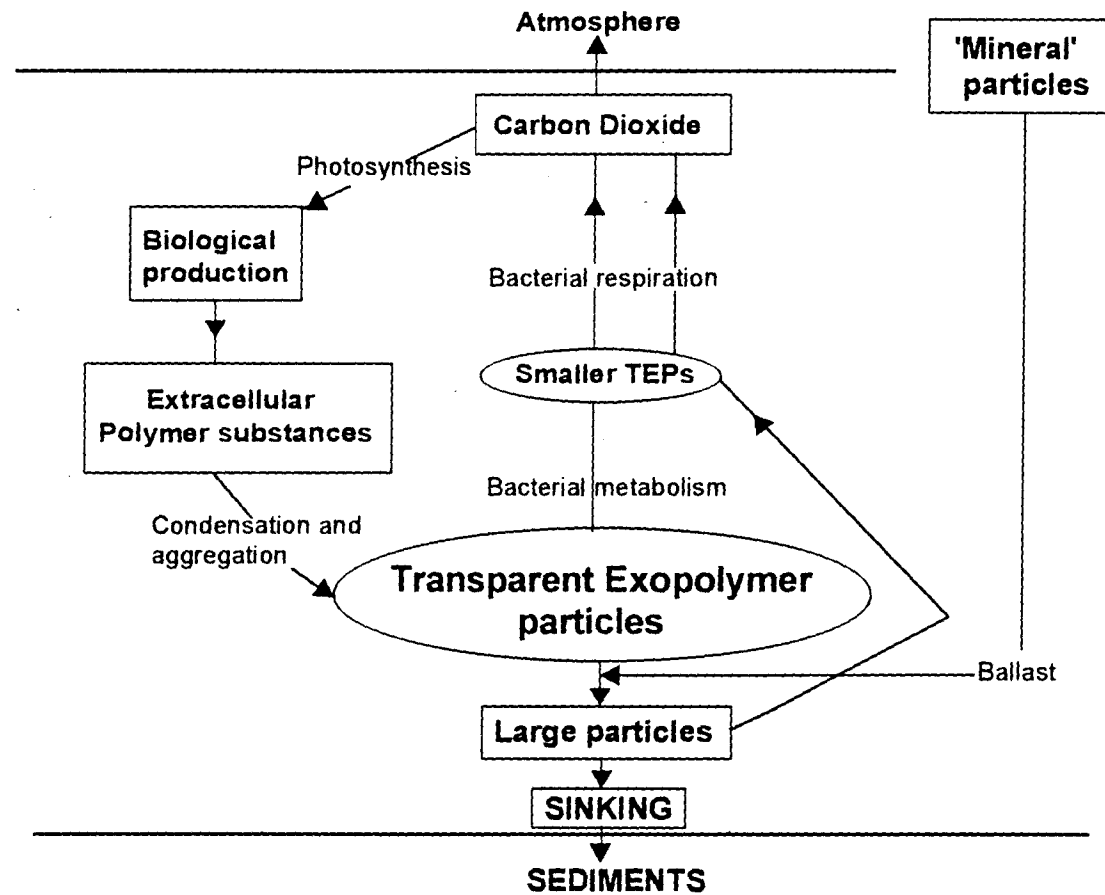 Atmosphere
'Mineral'
particles
Carbon Dioxide
Photosynthesis
Biological
production
Bacterial respiration
Smaller TEPs
Extracellular
Polymer substances
Bacterial metabolism
Condensation and
aggregation
Transparent Exopolymer
particles
Ballast
Large particles
SINKING
SEDIMENTS